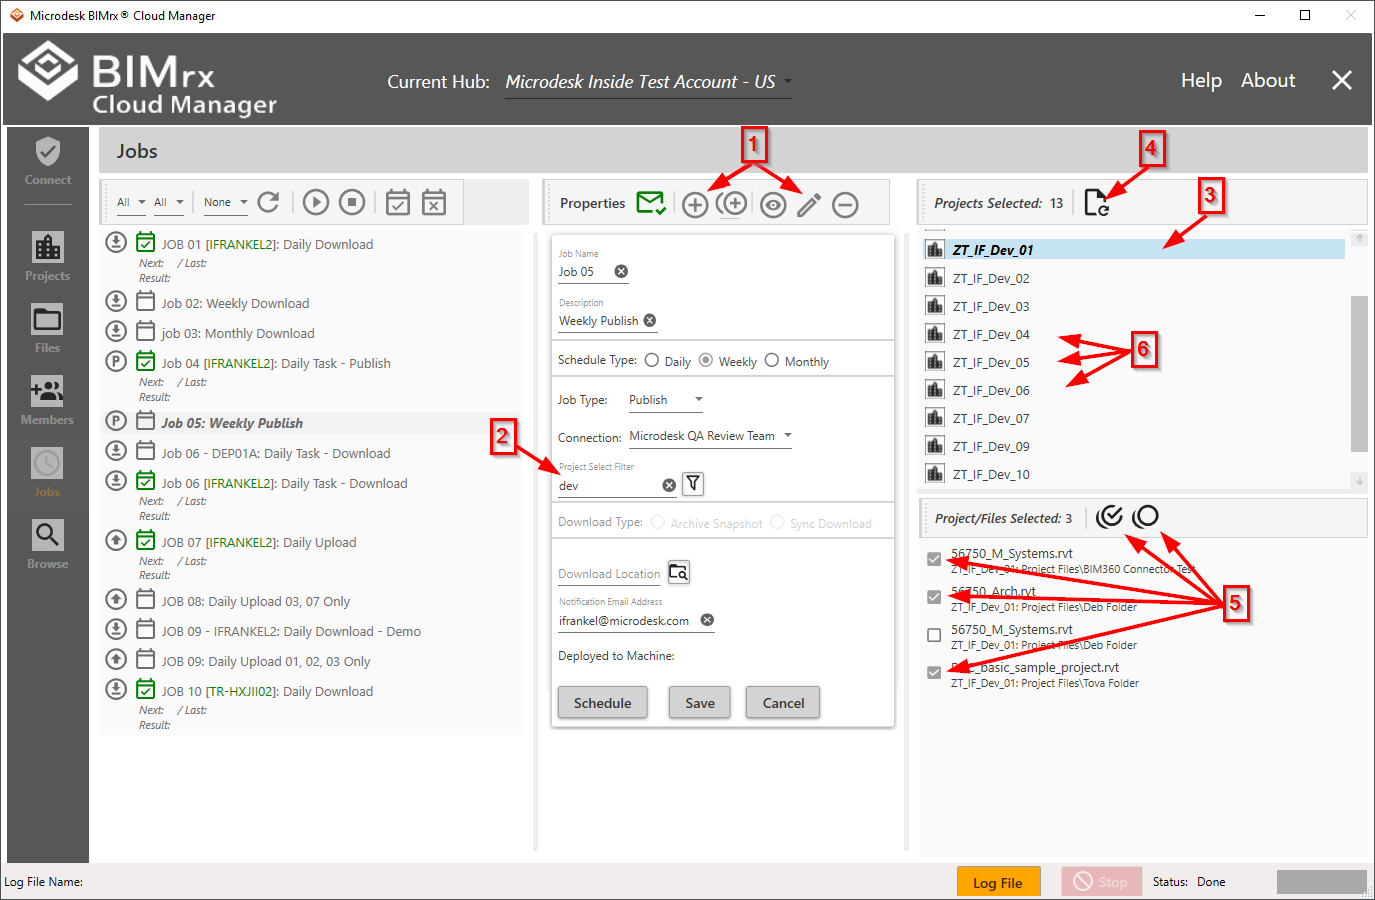 Microdesk BIMrx® Cloud Manager
BIMrx
Cloud Manager
Current Hub: Microdesk Inside Test Account - US
Help About
Connect
Projects
Files
Members
Jobs
Browse
Jobs
All All None
JOB 01 [IFRANKEL2]: Daily Download
Next: / Last:
Result:
Job 02: Weekly Download
job 03: Monthly Download
Job 04 [IFRANKEL2]: Daily Task - Publish
Next: / Last:
Result:
Job 05: Weekly Publish
Job 06 - DEP01A: Daily Task - Download
Job 06 [IFRANKEL2]: Daily Task - Download
Next: / Last:
Result:
JOB 07 [IFRANKEL2]: Daily Upload
Next: / Last:
Result:
JOB 08: Daily Upload 03, 07 Only
JOB 09 - IFRANKEL2: Daily Download - Demo
JOB 09: Daily Upload 01, 02, 03 Only
JOB 10 [TR-HXJII02]: Daily Download
Next: / Last:
Result:
1
Properties
Job Name
Job 05
Description
Weekly Publish
Schedule Type: Daily Weekly Monthly
Job Type: Publish
Connection: Microdesk QA Review Team
2
Project Select Filter
dev
Download Type: Archive Snapshot Sync Download
Download Location
Notification Email Address
ifrankel@microdesk.com
Deployed to Machine:
Schedule Save Cancel
4
3
Projects Selected: 13
ZT_IF_Dev_01
ZT_IF_Dev_02
ZT_IF_Dev_03
ZT_IF_Dev_04
6
ZT_IF_Dev_05
ZT_IF_Dev_06
ZT_IF_Dev_07
ZT_IF_Dev_09
ZT_IF_Dev_10
Project/Files Selected: 3
56750_M_Systems.rvt
ZT_IF_Dev_01: Project Files\BIM360 Connector Test
56750_Arch.rvt
ZT_IF_Dev_01: Project Files\Deb Folder
5
56750_M_Systems.rvt
ZT_IF_Dev_01: Project Files\Deb Folder
_basic_sample_project.rvt
ZT_IF_Dev_01: Project Files\Tova Folder
Log File Name:
Log File Stop Status: Done